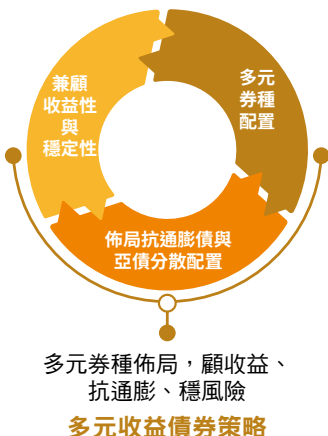 兼顧
收益性
與
穩定性
多元
券種
配置
佈局抗通膨債與
亞債分散配置
多元券種佈局，顧收益、
抗通膨、穩風險
多元收益債券策略